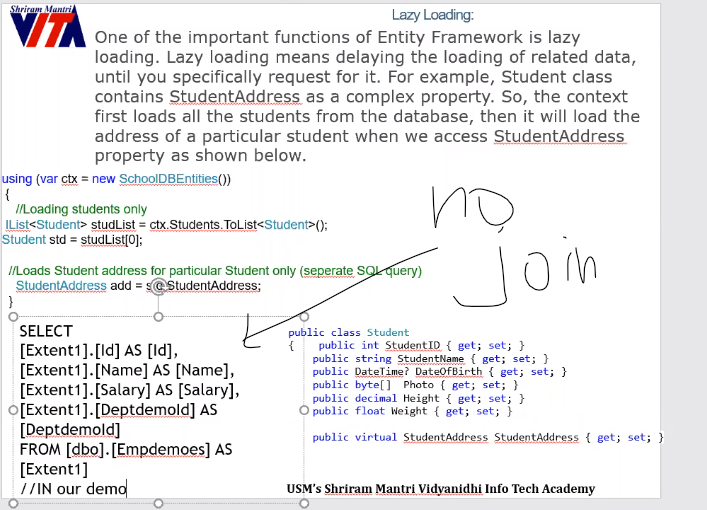 Shriram Mantri
VITA
Lazy Loading:
One of the important functions of Entity Framework is lazy
loading. Lazy loading means delaying the loading of related data,
until you specifically request for it. For example, Student class
contains StudentAddress as a complex property. So, the context
first loads all the students from the database, then it will load the
address of a particular student when we access StudentAddress
property as shown below.
using (var ctx = new SchoolDBEntities())
{
//Loading students only
IList<Student> studList = ctx.Students.ToList<Student>();
Student std = studList[0];
//Loads Student address for particular Student only (seperate SQL query)
StudentAddress add = StudentAddress;
}
no
Join
SELECT
[Extent1].[Id] AS [Id],
[Extent1].[Name] AS [Name],
[Extent1].[Salary] AS [Salary],
[Extent1].[DeptdemoId] AS
[DeptdemoId]
FROM [dbo].[Empdemoes] AS
[Extent1]
//IN our demo
public class Student
{ public int StudentID { get; set; }
public string StudentName { get; set; }
public DateTime? DateOfBirth { get; set; }
public byte[] Photo { get; set; }
public decimal Height { get; set; }
public float Weight { get; set; }
public virtual StudentAddress StudentAddress { get; set; }
USM's Shriram Mantri Vidyanidhi Info Tech Academy